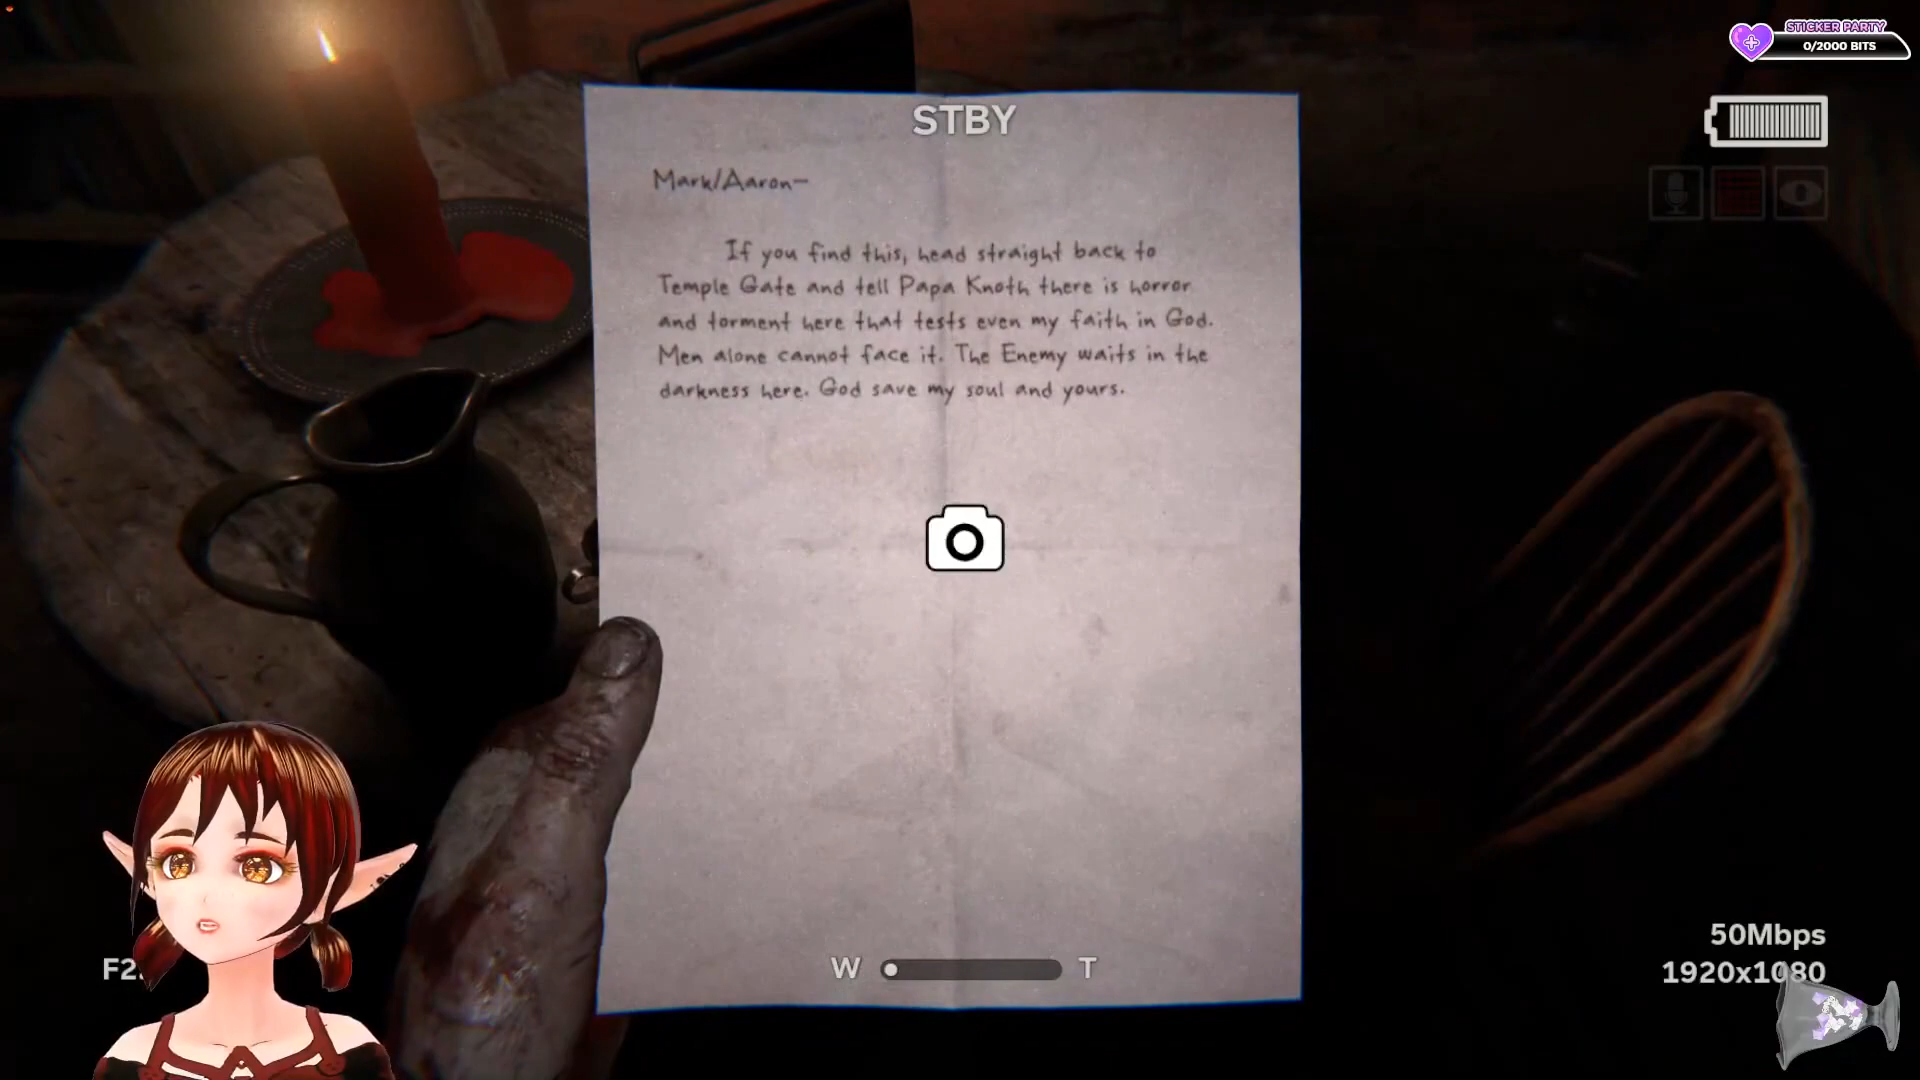 STICKER PARTY
0/2000 BITS
STBY
Mark/Aaron-
If you find this, head straight back to
Temple Gate and tell Papa Knoth there is horror
and torment here that tests even my faith in God.
Men alone cannot face it. The Enemy waits in the
darkness here. God save my soul and yours.
L R
W T
F2.
50Mbps
1920x1080